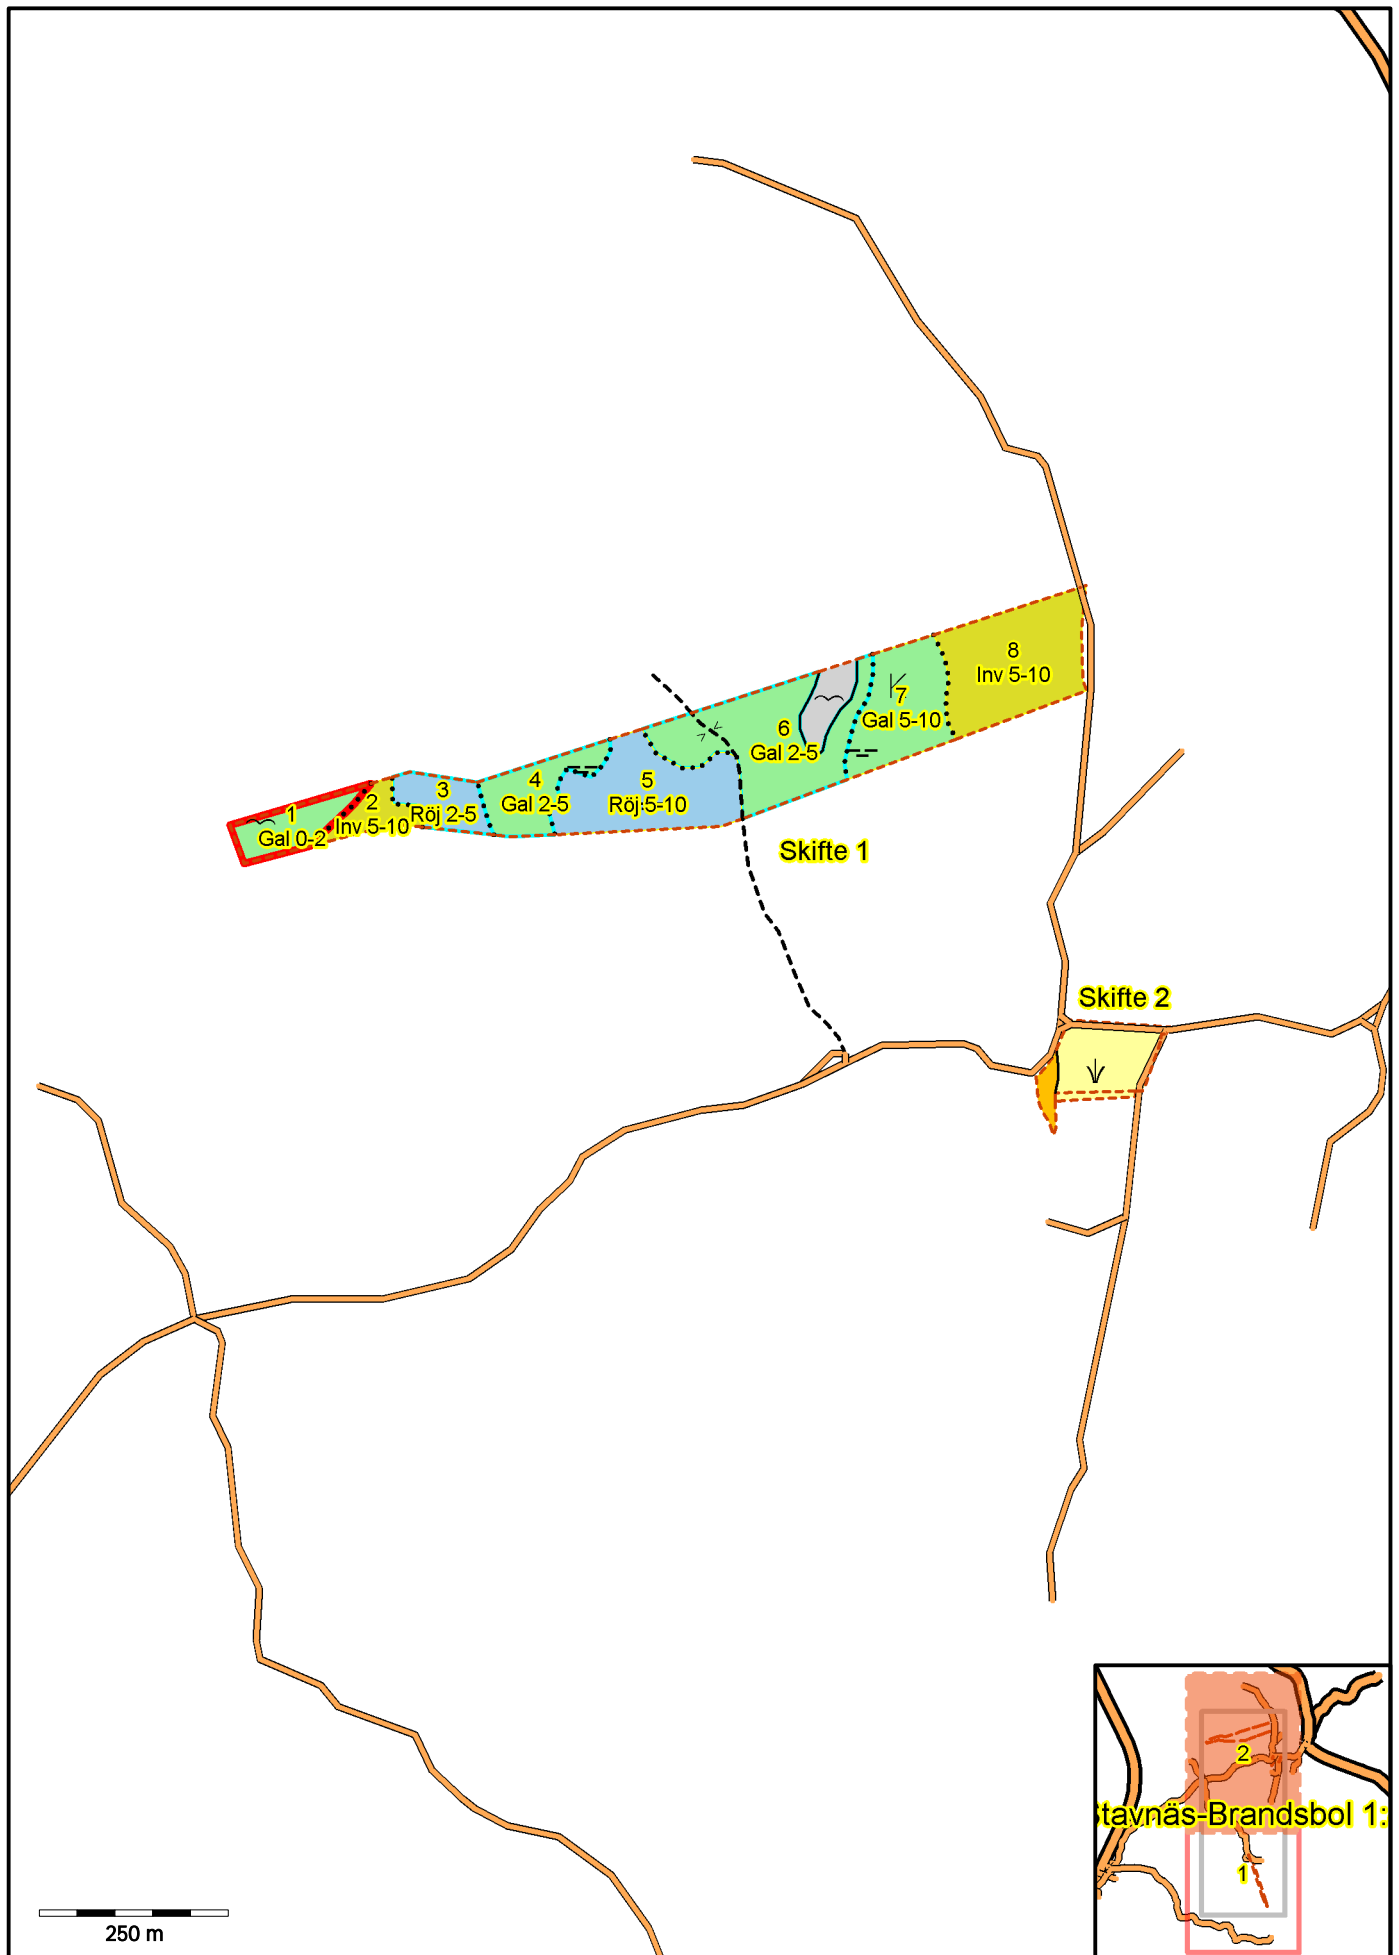 8
Inv 5-10
7
Gal 5-10
6
Gal 2-5
5
Röj 5-10
4
Gal 2-5
3
Röj 2-5
2
Inv 5-10
1
Gal 0-2
Skifte 1
Skifte 2
2
tavnäs-Brandsbol 1:
1
250 m